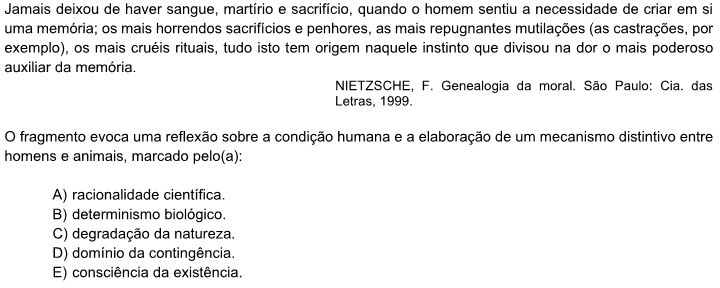 Jamais deixou de haver sangue, martírio e sacrifício, quando o homem sentiu a necessidade de criar em si
uma memória; os mais horrendos sacrifícios e penhores, as mais repugnantes mutilações (as castrações, por
exemplo), os mais cruéis rituais, tudo isto tem origem naquele instinto que divisou na dor o mais poderoso
auxiliar da memória.
NIETZSCHE, F. Genealogia da moral. São Paulo: Cia. das
Letras, 1999.
O fragmento evoca uma reflexão sobre a condição humana e a elaboração de um mecanismo distintivo entre
homens e animais, marcado pelo(a):
A) racionalidade científica.
B) determinismo biológico.
C) degradação da natureza.
D) domínio da contingência.
E) consciência da existência.